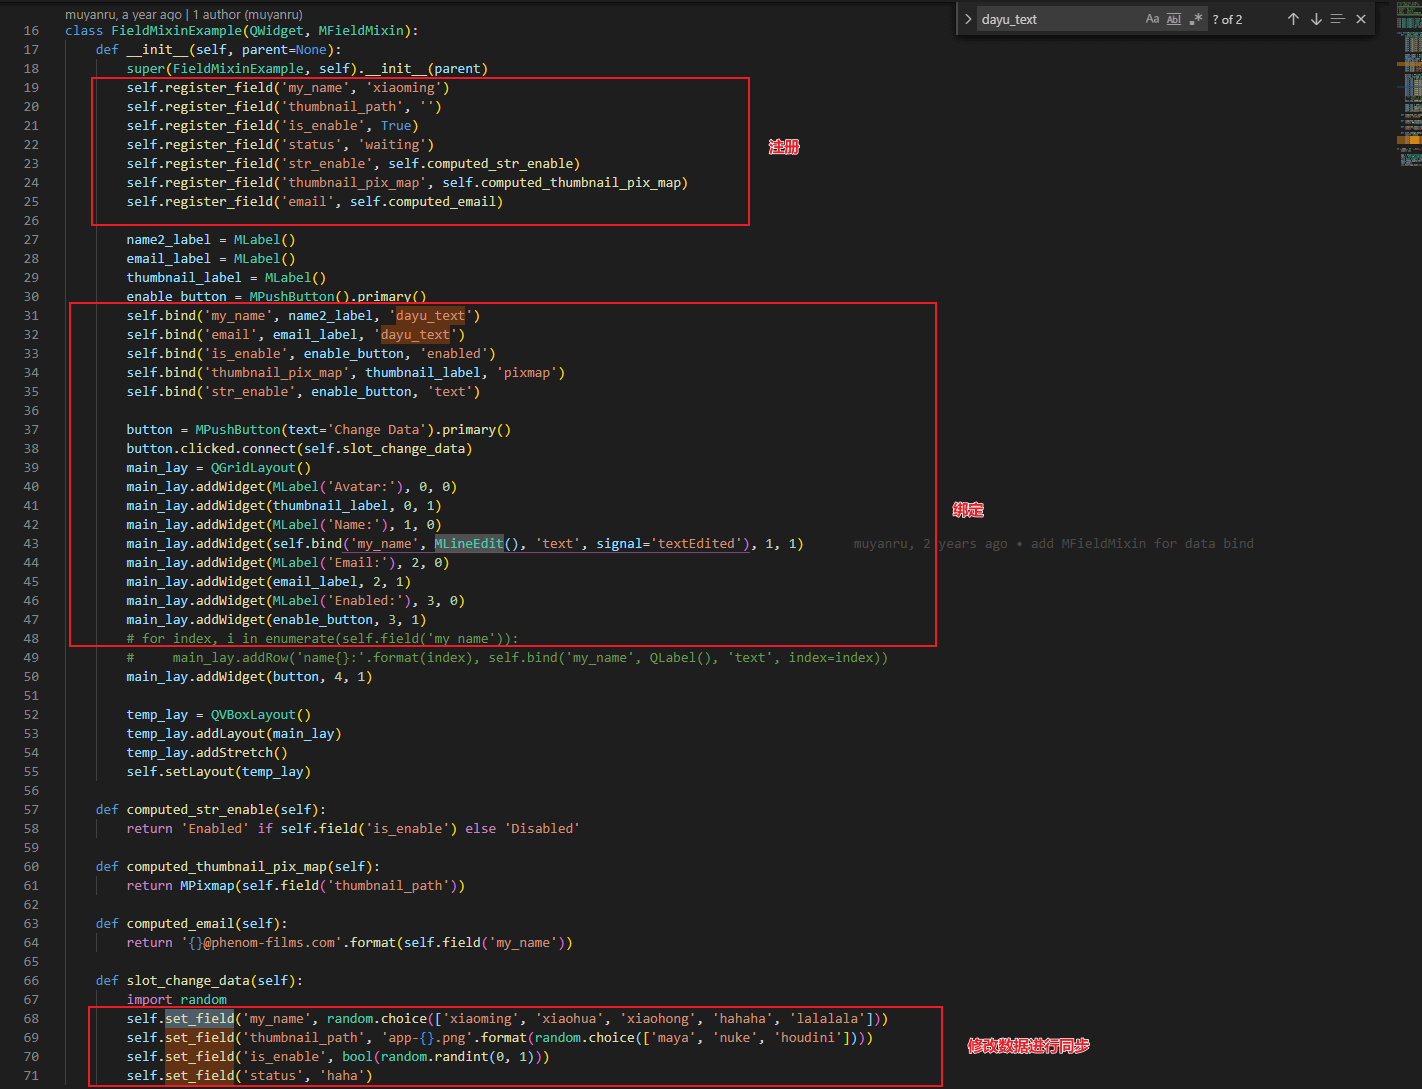 dayu_text
Aa Abl .* ? of 2
muyanru, a year ago | 1 author (muyanru)
16 class FieldMixinExample(QWidget, MFieldMixin):
17 def __init__(self, parent=None):
18 super(FieldMixinExample, self).__init__(parent)
19 self.register_field('my_name', 'xiaoming')
20 self.register_field('thumbnail_path', '')
21 self.register_field('is_enable', True)
22 self.register_field('status', 'waiting')
注册
23 self.register_field('str_enable', self.computed_str_enable)
24 self.register_field('thumbnail_pix_map', self.computed_thumbnail_pix_map)
25 self.register_field('email', self.computed_email)
26
27 name2_label = MLabel()
28 email_label = MLabel()
29 thumbnail_label = MLabel()
30 enable_button = MPushButton().primary()
31 self.bind('my_name', name2_label, 'dayu_text')
32 self.bind('email', email_label, 'dayu_text')
33 self.bind('is_enable', enable_button, 'enabled')
34 self.bind('thumbnail_pix_map', thumbnail_label, 'pixmap')
35 self.bind('str_enable', enable_button, 'text')
36
37 button = MPushButton(text='Change Data').primary()
38 button.clicked.connect(self.slot_change_data)
39 main_lay = QGridLayout()
40 main_lay.addWidget(MLabel('Avatar:'), 0, 0)
41 main_lay.addWidget(thumbnail_label, 0, 1)
绑定
42 main_lay.addWidget(MLabel('Name:'), 1, 0)
43 main_lay.addWidget(self.bind('my_name', MLineEdit(), 'text', signal='textEdited'), 1, 1) muyanru, 2 years ago • add MFieldMixin for data bind
44 main_lay.addWidget(MLabel('Email:'), 2, 0)
45 main_lay.addWidget(email_label, 2, 1)
46 main_lay.addWidget(MLabel('Enabled:'), 3, 0)
47 main_lay.addWidget(enable_button, 3, 1)
48 # for index, i in enumerate(self.field('my_name')):
49 # main_lay.addRow('name{}:'.format(index), self.bind('my_name', QLabel(), 'text', index=index))
50 main_lay.addWidget(button, 4, 1)
51
52 temp_lay = QVBoxLayout()
53 temp_lay.addLayout(main_lay)
54 temp_lay.addStretch()
55 self.setLayout(temp_lay)
56
57 def computed_str_enable(self):
58 return 'Enabled' if self.field('is_enable') else 'Disabled'
59
60 def computed_thumbnail_pix_map(self):
61 return MPixmap(self.field('thumbnail_path'))
62
63 def computed_email(self):
64 return '{}@phenom-films.com'.format(self.field('my_name'))
65
66 def slot_change_data(self):
67 import random
68 self.set_field('my_name', random.choice(['xiaoming', 'xiaohua', 'xiaohong', 'hahaha', 'lalalala']))
69 self.set_field('thumbnail_path', 'app-{}.png'.format(random.choice(['maya', 'nuke', 'houdini'])))
修改数据进行同步
70 self.set_field('is_enable', bool(random.randint(0, 1)))
71 self.set_field('status', 'haha')